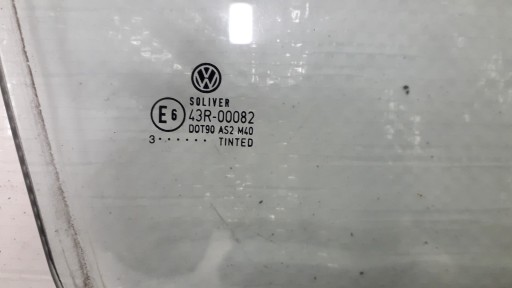 SOLIVER
E6 43R-00082
DOT90 AS2 M40
3······ TINTED